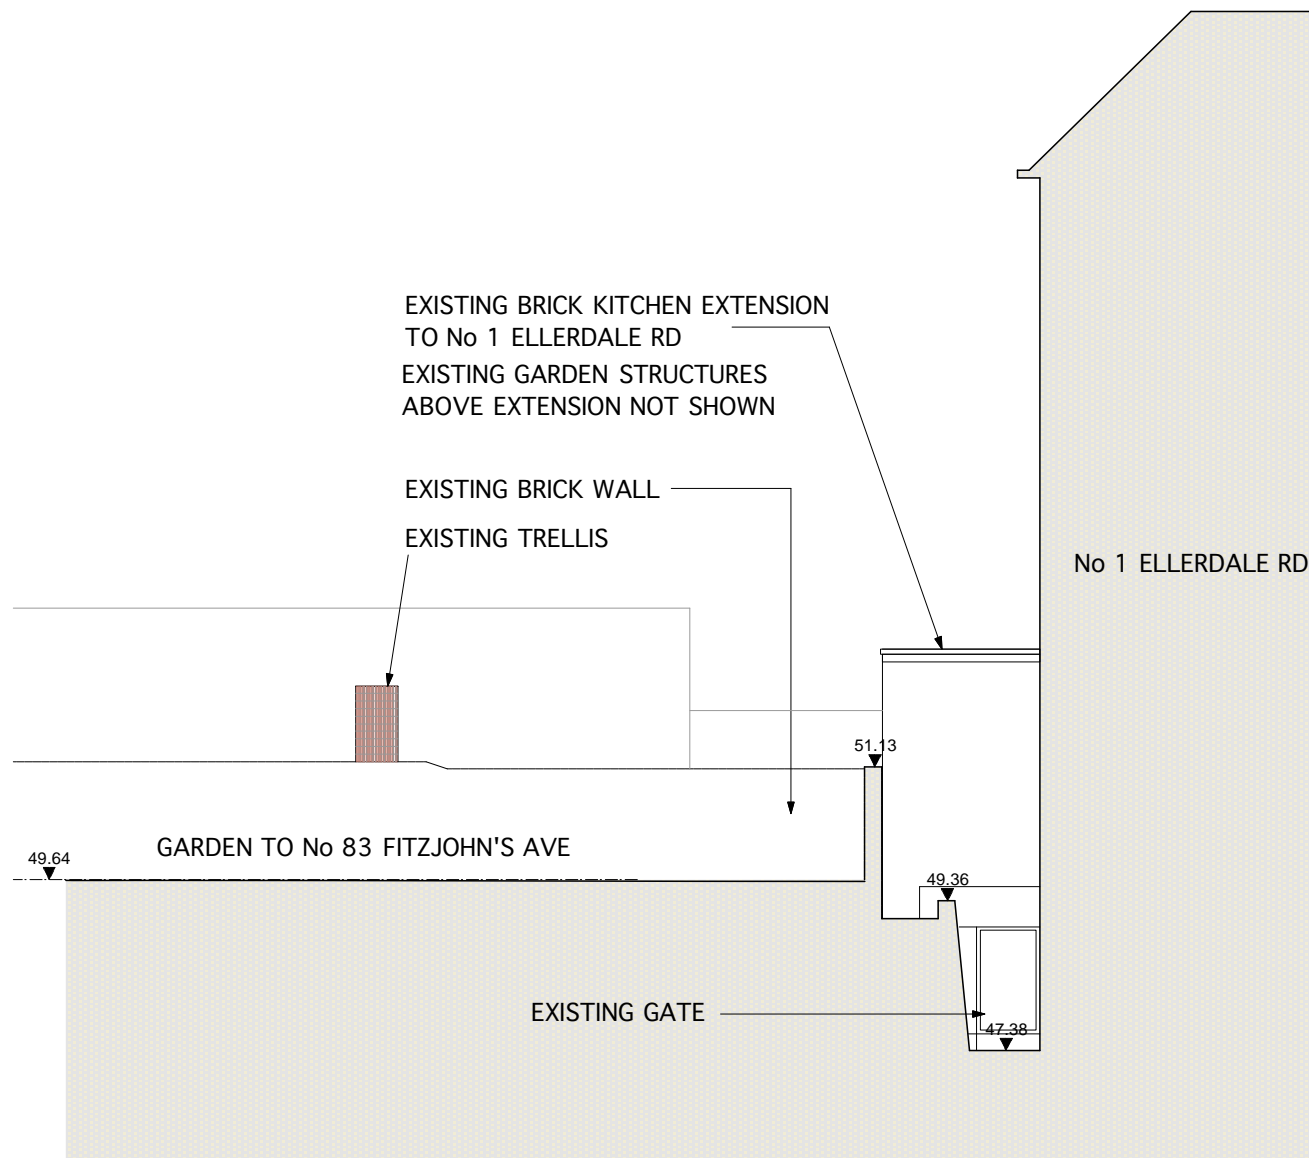 EXISTING BRICK KITCHEN EXTENSION
TO No 1 ELLERDALE RD
EXISTING GARDEN STRUCTURES
ABOVE EXTENSION NOT SHOWN
EXISTING BRICK WALL
EXISTING TRELLIS
No 1 ELLERDALE RD
51.13
GARDEN TO No 83 FITZJOHN'S AVE
49.64
49.36
EXISTING GATE
47.38